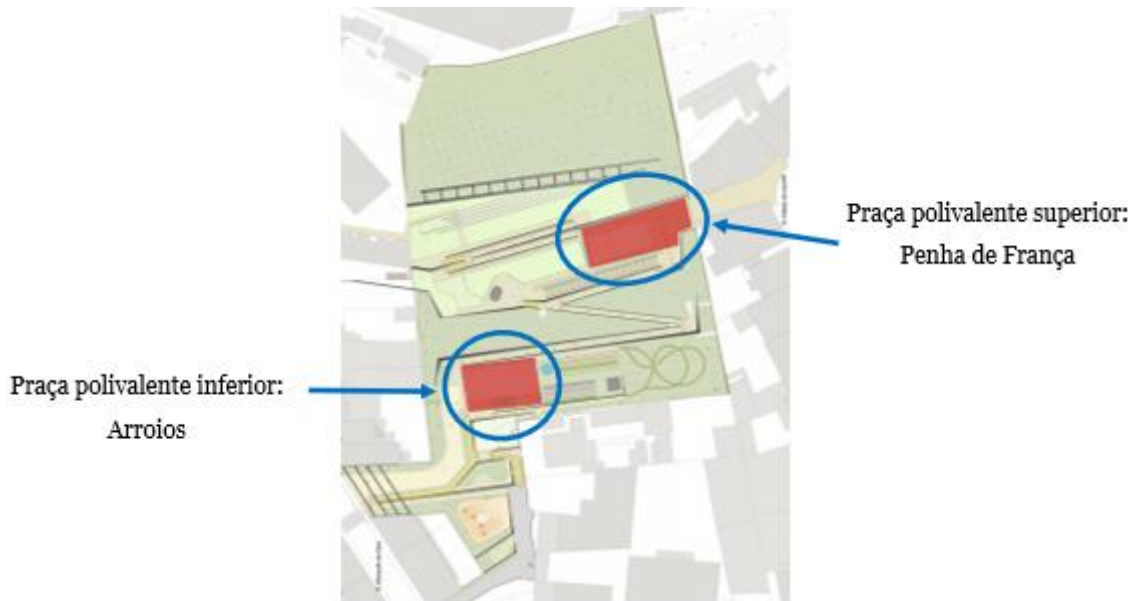 Praça polivalente superior:
Penha de França
Praça polivalente inferior:
Arroios